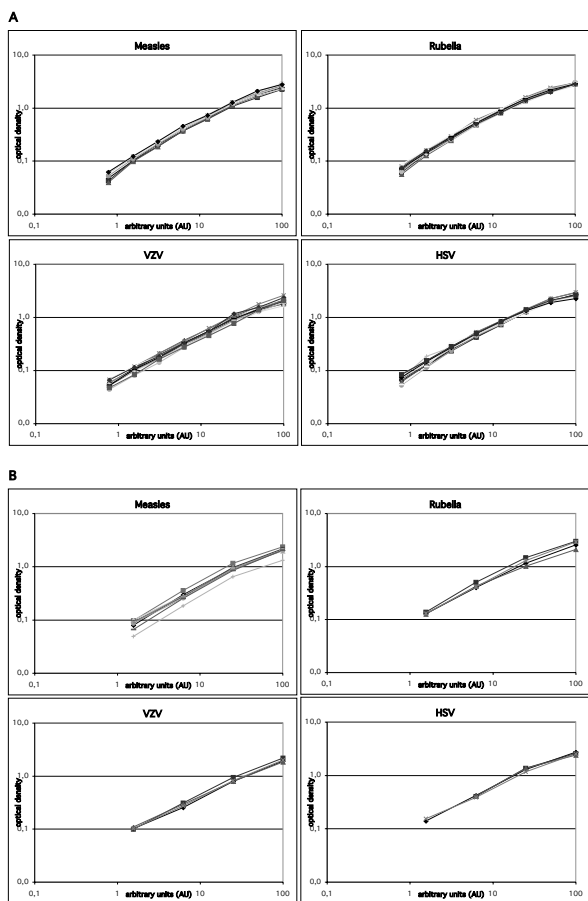 A
Measles Rubella
10,0 10,0
1,0 1,0
optical density optical density
0,1 0,1
0,0 0,0
0,1 1 10 100 0,1 1 10 100
arbitrary units (AU) arbitrary units (AU)
VZV HSV
10,0 10,0
1,0 1,0
optical density optical density
0,1 0,1
0,0 0,0
0,1 1 10 100 0,1 1 10 100
arbitrary units (AU) arbitrary units (AU)
B
Measles Rubella
10,0 10,0
1,0 1,0
optical density optical density
0,1 0,1
0,0 0,0
0,1 1 10 100 0,1 1 10 100
arbitrary units (AU) arbitrary units (AU)
VZV HSV
10,0 10,0
1,0 1,0
optical density optical density
0,1 0,1
0,0 0,0
0,1 1 10 100 0,1 1 10 100
arbitrary units (AU) arbitrary units (AU)